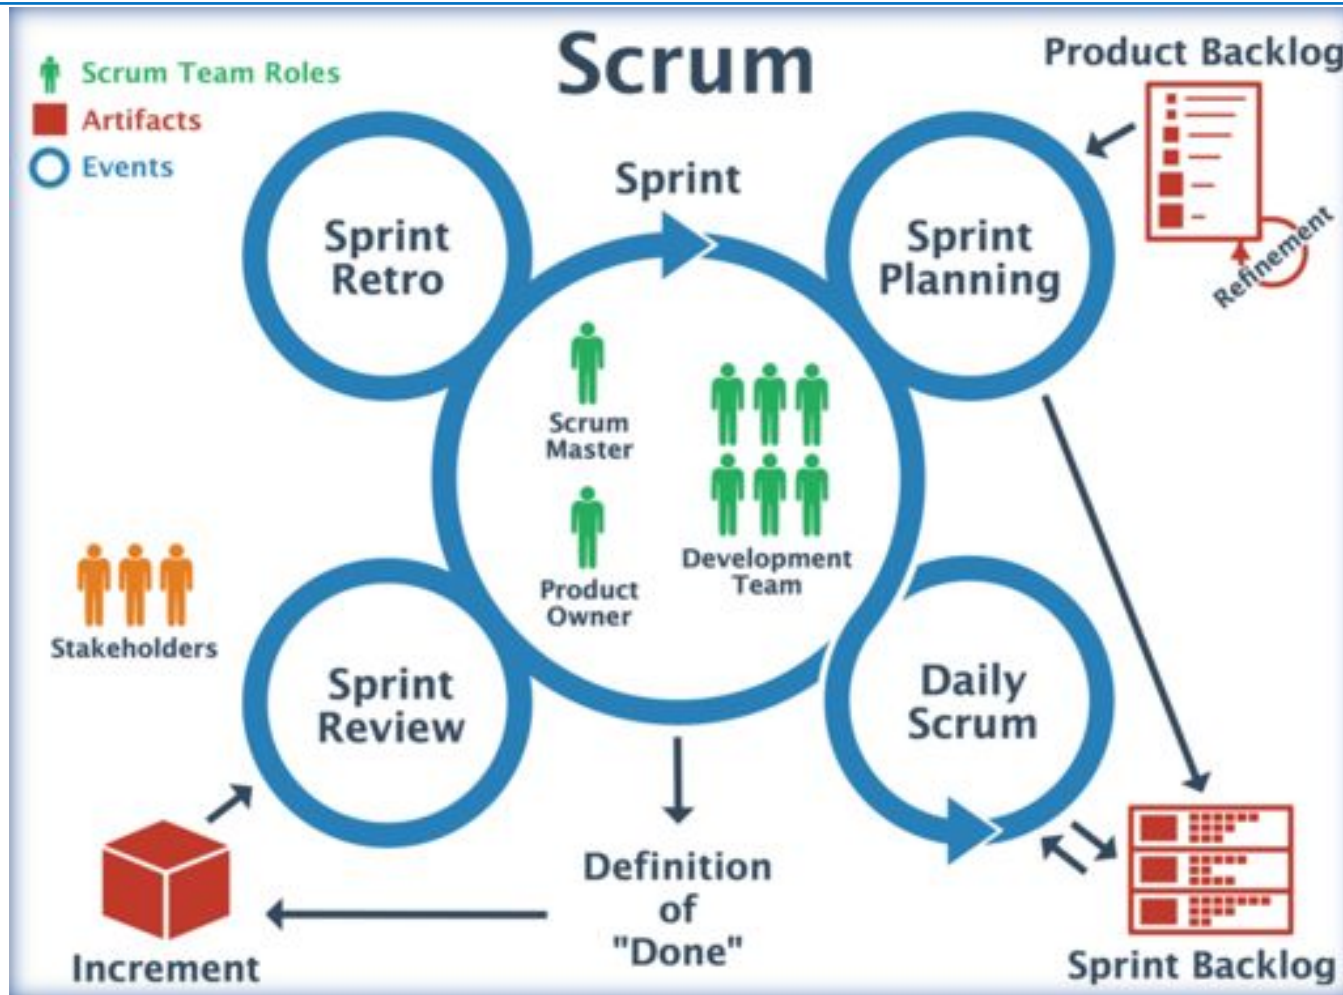 Scrum
Scrum Team Roles
Artifacts
Events
Product Backlog
Refinement
Sprint
Sprint
Retro
Sprint
Planning
Scrum
Master
Product
Owner
Development
Team
Stakeholders
Sprint
Review
Daily
Scrum
Increment
Definition
of
"Done"
Sprint Backlog